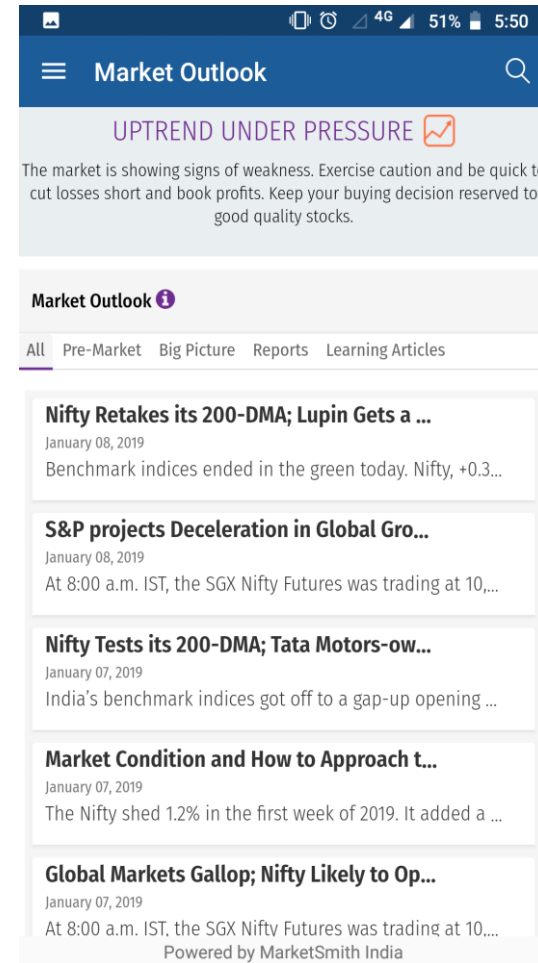 4G 51% 5:50
Market Outlook
UPTREND UNDER PRESSURE
The market is showing signs of weakness. Exercise caution and be quick t
cut losses short and book profits. Keep your buying decision reserved to
good quality stocks.
Market Outlook
All Pre-Market Big Picture Reports Learning Articles
Nifty Retakes its 200-DMA; Lupin Gets a ...
January 08, 2019
Benchmark indices ended in the green today. Nifty, +0.3...
S&P projects Deceleration in Global Gro...
January 08, 2019
At 8:00 a.m. IST, the SGX Nifty Futures was trading at 10,...
Nifty Tests its 200-DMA; Tata Motors-ow...
January 07, 2019
India’s benchmark indices got off to a gap-up opening ...
Market Condition and How to Approach t...
January 07, 2019
The Nifty shed 1.2% in the first week of 2019. It added a ...
Global Markets Gallop; Nifty Likely to Op...
January 07, 2019
At 8:00 a.m. IST, the SGX Nifty Futures was trading at 10,...
Powered by MarketSmith India